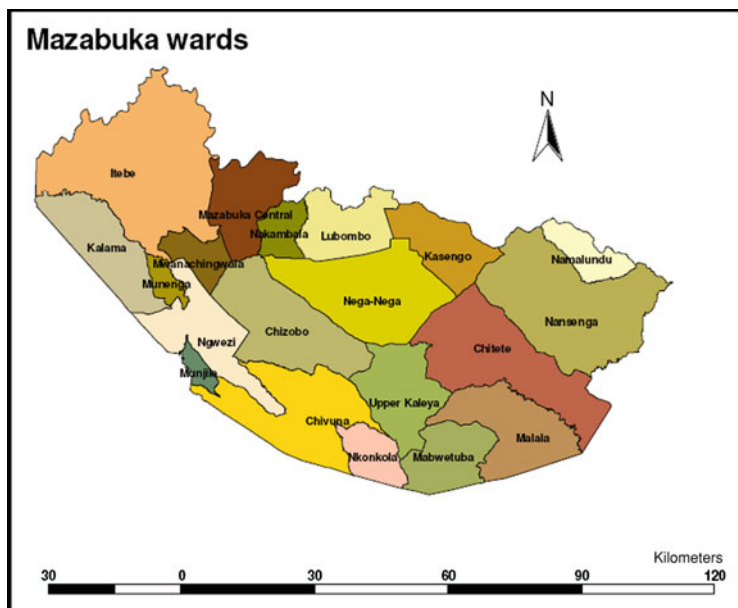 Mazabuka wards
N
Itebe
Mazabuka Central
Nakambala
Lubombo
Kalama
Mwanachingwala
Kasengo
Namalundu
Munenga
Nega-Nega
Nansenga
Ngwezi
Chizobo
Chitete
Munjile
Upper Kaleya
Chivuna
Malala
Nkonkola
Mabwetuba
Kilometers
30 0 30 60 90 120